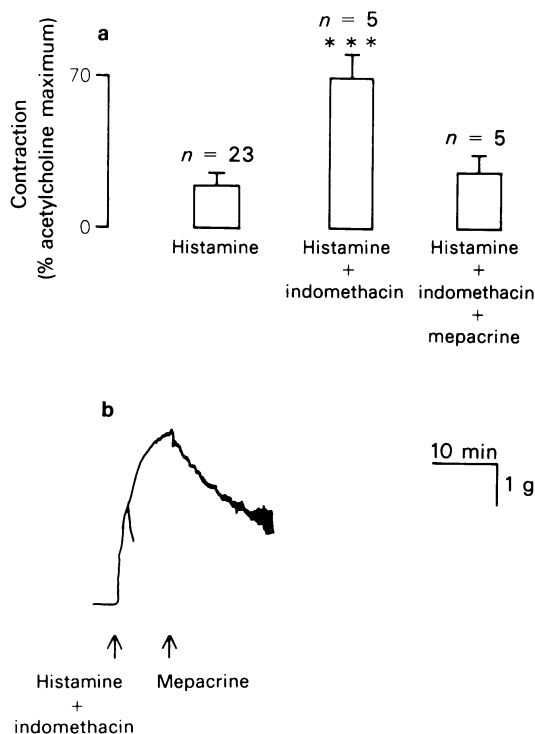 a
Contraction
(% acetylcholine maximum)
70
0
n = 23
n = 5
* * *
n = 5
Histamine
Histamine
+
indomethacin
Histamine
+
indomethacin
+
mepacrine
b
10 min
1 g
Histamine
+
indomethacin
Mepacrine